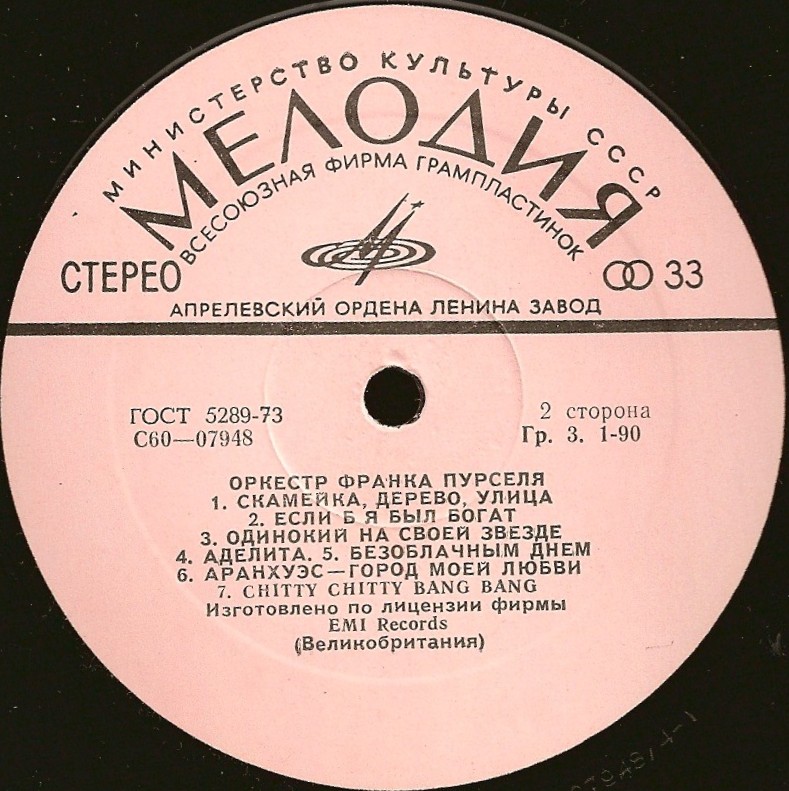 МИНИСТЕРСТВО КУЛЬТУРЫ СССР
МЕЛОДИЯ
ВСЕСОЮЗНАЯ ФИРМА ГРАМПЛАСТИНОК
СТЕРЕО
33
АПРЕЛЕВСКИЙ ОРДЕНА ЛЕНИНА ЗАВОД
ГОСТ 5289-73
2 сторона
С60—07948
Гр. 3. 1-90
ОРКЕСТР ФРАНКА ПУРСЕЛЯ
1. СКАМЕЙКА, ДЕРЕВО, УЛИЦА
2. ЕСЛИ Б Я БЫЛ БОГАТ
3. ОДИНОКИЙ НА СВОЕЙ ЗВЕЗДЕ
4. АДЕЛИТА. 5. БЕЗОБЛАЧНЫМ ДНЕМ
6. АРАНХУЭС—ГОРОД МОЕЙ ЛЮБВИ
7. CHITTY CHITTY BANG BANG
Изготовлено по лицензии фирмы
EMI Records
(Великобритания)